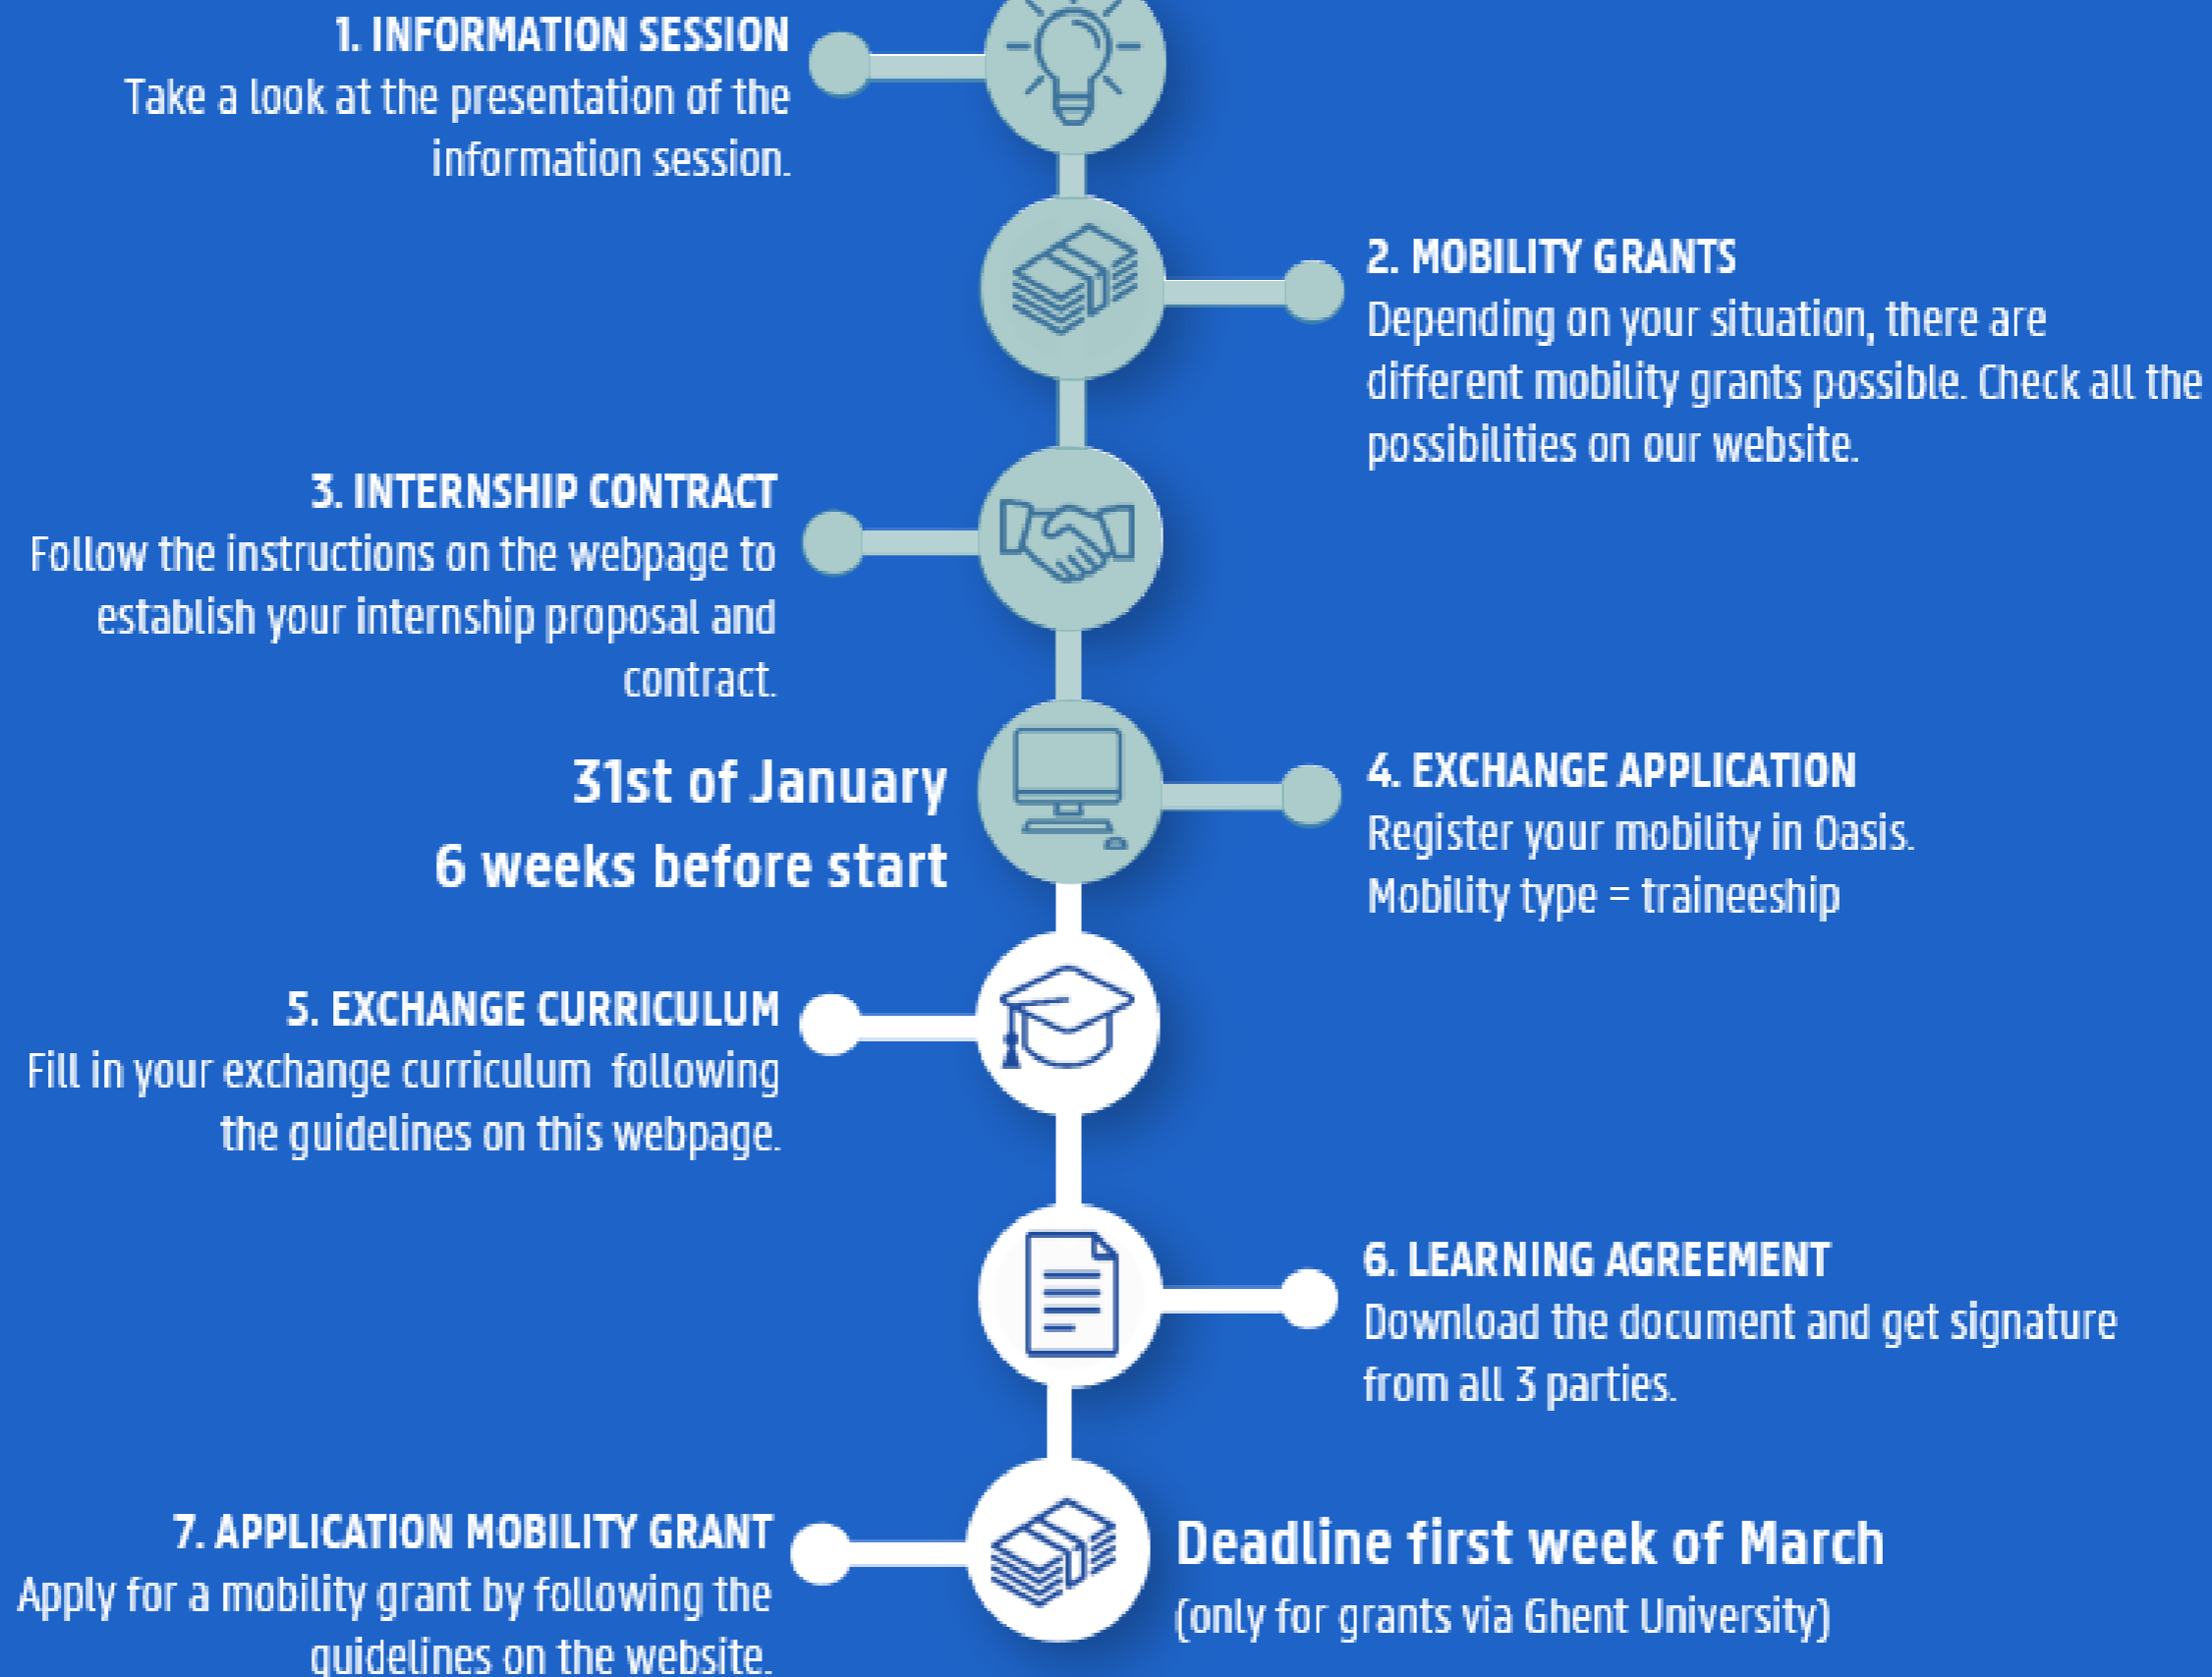 1. INFORMATION SESSION
Take a look at the presentation of the
information session.
2. MOBILITY GRANTS
Depending on your situation, there are
different mobility grants possible. Check all the
possibilities on our website.
3. INTERNSHIP CONTRACT
Follow the instructions on the webpage to
establish your internship proposal and
contract.
31st of January
6 weeks before start
4. EXCHANGE APPLICATION
Register your mobility in Oasis.
Mobility type = traineeship
5. EXCHANGE CURRICULUM
Fill in your exchange curriculum following
the guidelines on this webpage.
6. LEARNING AGREEMENT
Download the document and get signature
from all 3 parties.
7. APPLICATION MOBILITY GRANT
Apply for a mobility grant by following the
guidelines on the website.
Deadline first week of March
(only for grants via Ghent University)